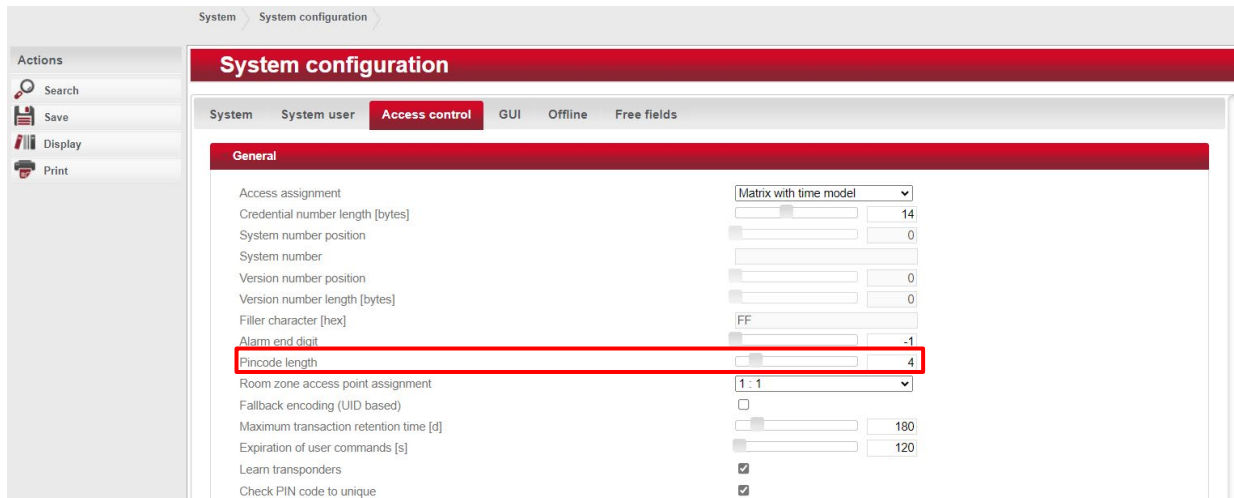 System System configuration
Actions
Search
Save
Display
Print
System configuration
System System user Access control GUI Offline Free fields
General
Access assignment Matrix with time model
Credential number length [bytes] 14
System number position 0
System number
Version number position 0
Version number length [bytes] 0
Filler character [hex] FF
Alarm end digit -1
Pincode length 4
Room zone access point assignment 1 : 1
Fallback encoding (UID based)
Maximum transaction retention time [d] 180
Expiration of user commands [s] 120
Learn transponders
Check PIN code to unique